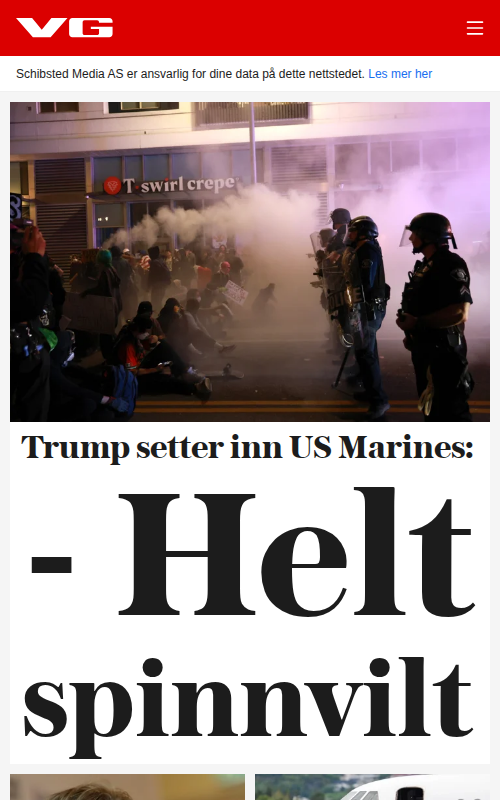 VG
Schibsted Media AS er ansvarlig for dine data på dette nettstedet. Les mer her
T swirl crepe
Trump setter inn US Marines:
- Helt
spinnvilt